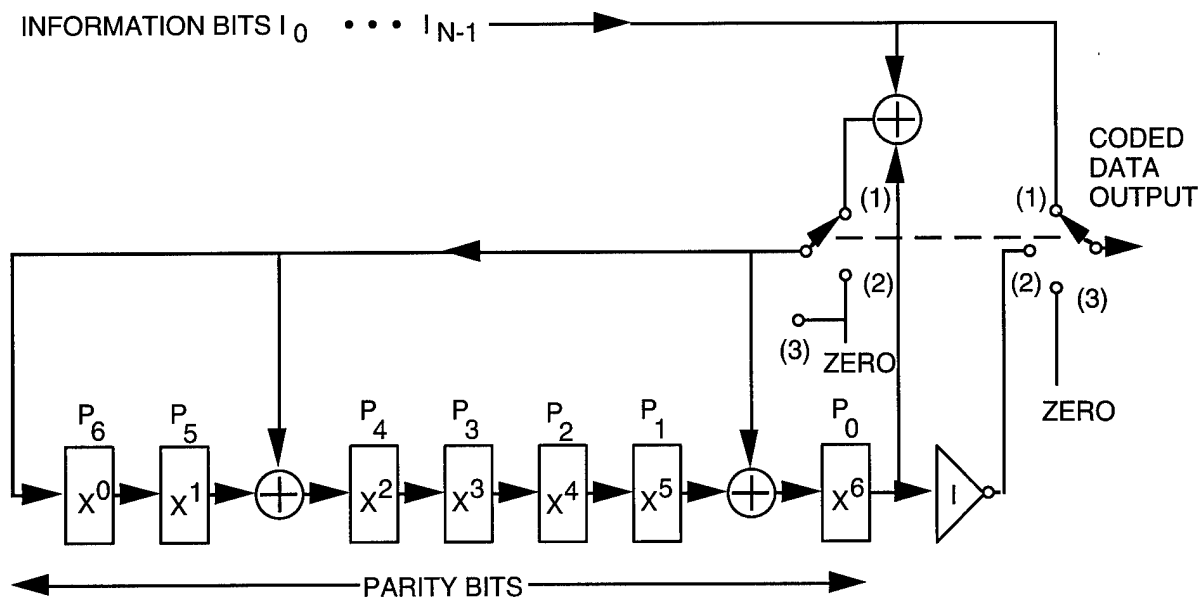 INFORMATION BITS I0 • • • IN-1
CODED
DATA
OUTPUT
(1)
(1)
(2)
(2)
(3)
(3)
ZERO
ZERO
P6 P5 P4 P3 P2 P1 P0
X0 X1 X2 X3 X4 X5 X6 I
PARITY BITS